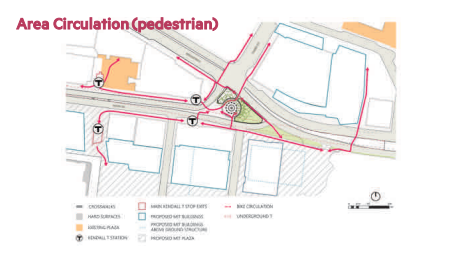 Area Circulation (pedestrian)
T
T
T
T
CROSSWALKS
HARD SURFACES
EXISTING PLAZA
T KENDALL T STATION
MAIN KENDALL T STOP EXITS
PROPOSED MIT BUILDINGS
PROPOSED MIT BUILDINGS
ABOVE GROUND STRUCTURE
PROPOSED MIT PLAZA
BIKE CIRCULATION
UNDERGROUND T